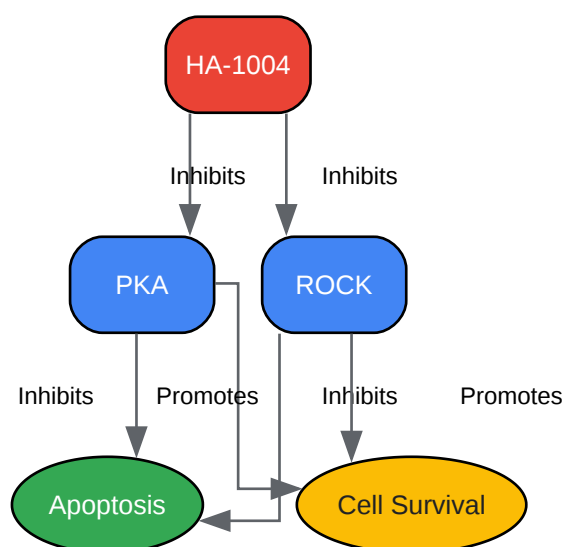 HA-1004
Inhibits
Inhibits
PKA
ROCK
Inhibits
Promotes
Inhibits
Promotes
Apoptosis
Cell Survival